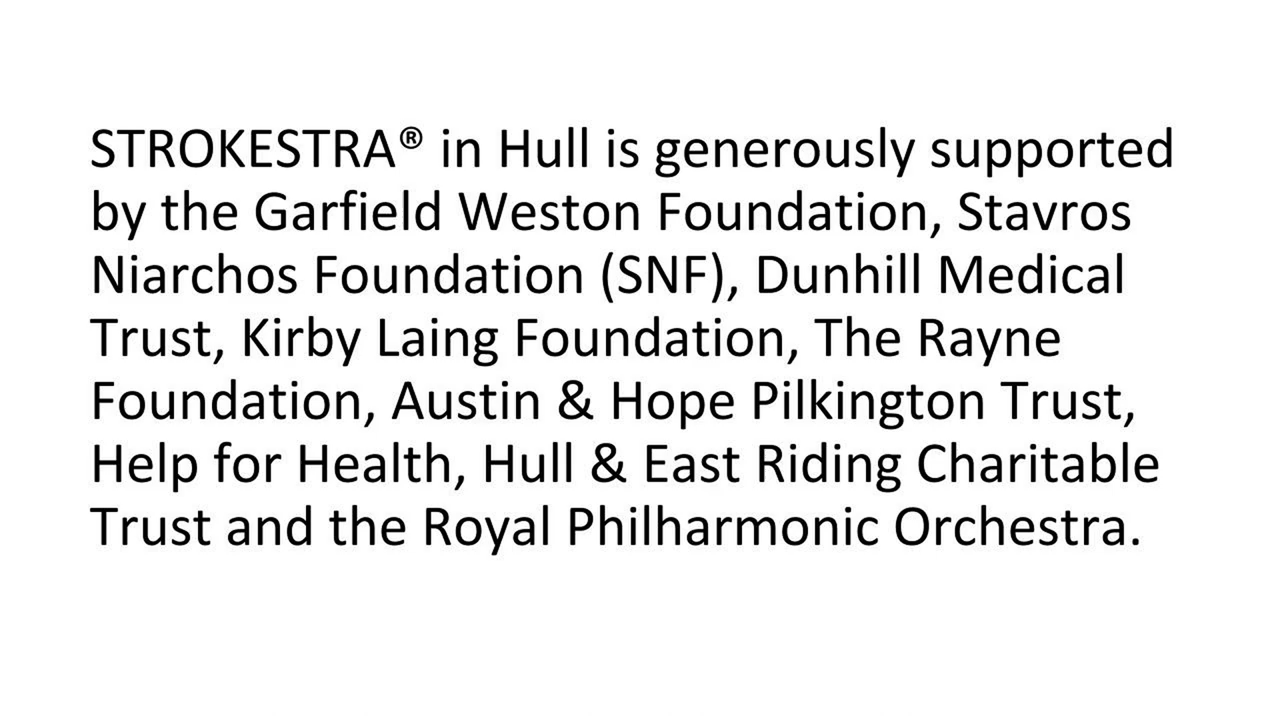 STROKESTRA® in Hull is generously supported
by the Garfield Weston Foundation, Stavros
Niarchos Foundation (SNF), Dunhill Medical
Trust, Kirby Laing Foundation, The Rayne
Foundation, Austin & Hope Pilkington Trust,
Help for Health, Hull & East Riding Charitable
Trust and the Royal Philharmonic Orchestra.